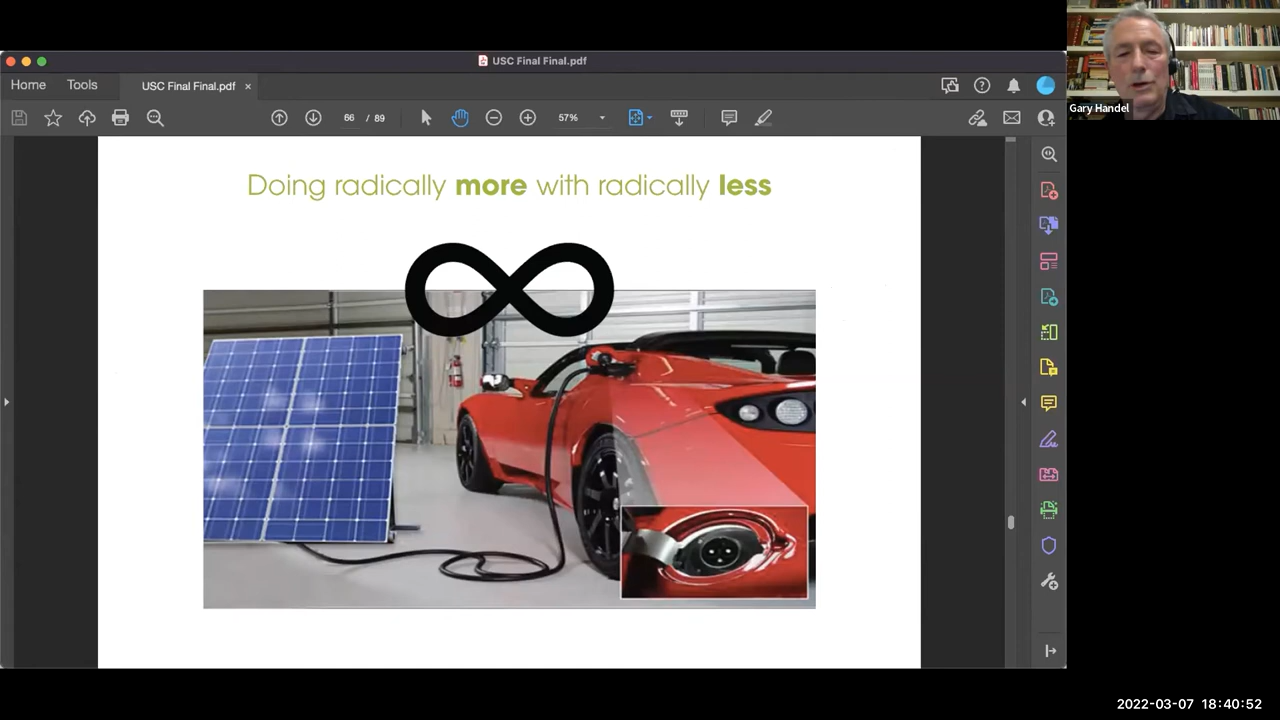 USC Final Final.pdf
Home Tools USC Final Final.pdf ×
66 / 89 57%
Gary Handel
Doing radically more with radically less
2022-03-07 18:40:52